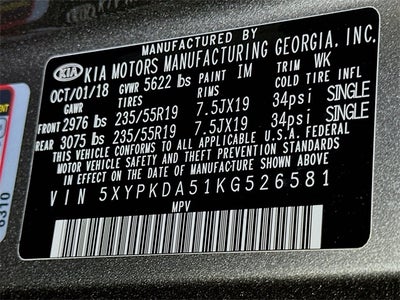 MANUFACTURED BY
KIA KIA MOTORS MANUFACTURING GEORGIA, INC.
OCT/01/18 GVWR 5622 lbs PAINT IM TRIM WK
GAWR TIRES RIMS COLD TIRE INFL
FRONT 2976 lbs 235/55R19 7.5JX19 34psi SINGLE
REAR 3075 lbs 235/55R19 7.5JX19 34psi SINGLE
THIS VEHICLE CONFORMS TO ALL APPLICABLE U.S.A. FEDERAL
MOTOR VEHICLE SAFETY AND THEFT PREVENTION STANDARDS
IN EFFECT ON THE DATE OF MANUFACTURE SHOWN ABOVE.
VIN 5XYPKDA51KG526581
MPV
6310